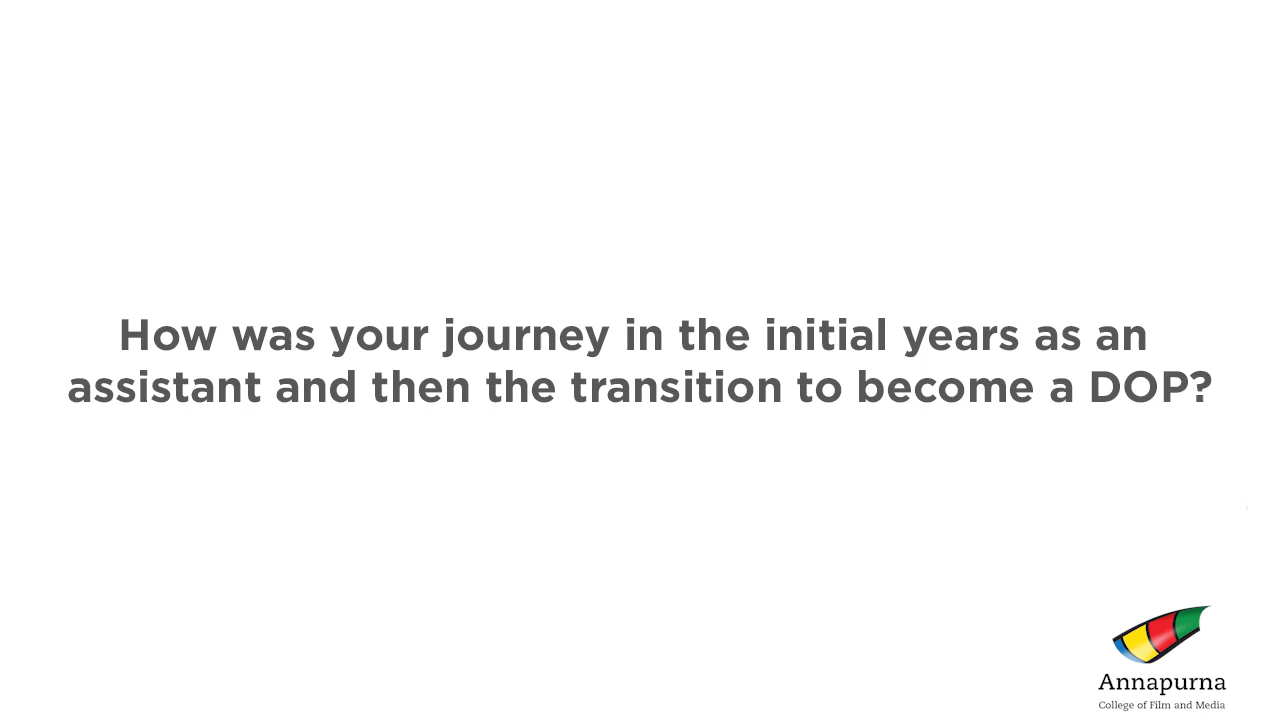 How was your journey in the initial years as an
assistant and then the transition to become a DOP?
Annapurna
College of Film and Media